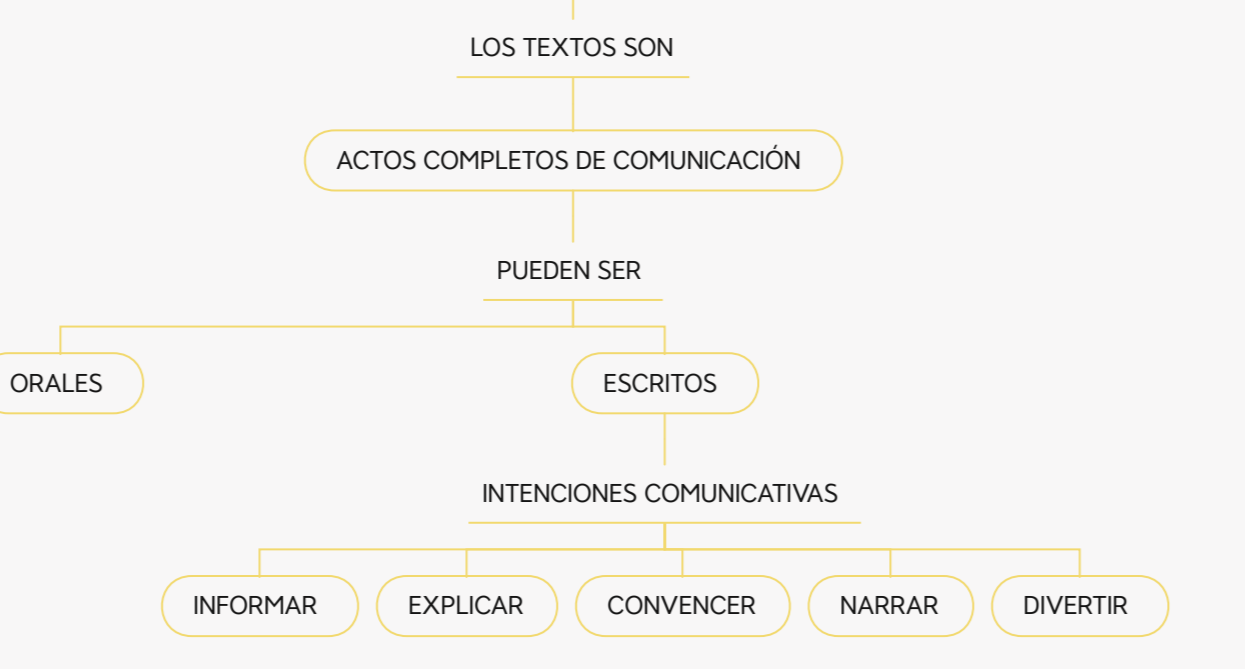 LOS TEXTOS SON
ACTOS COMPLETOS DE COMUNICACIÓN
PUEDEN SER
ORALES
ESCRITOS
INTENCIONES COMUNICATIVAS
INFORMAR
EXPLICAR
CONVENCER
NARRAR
DIVERTIR